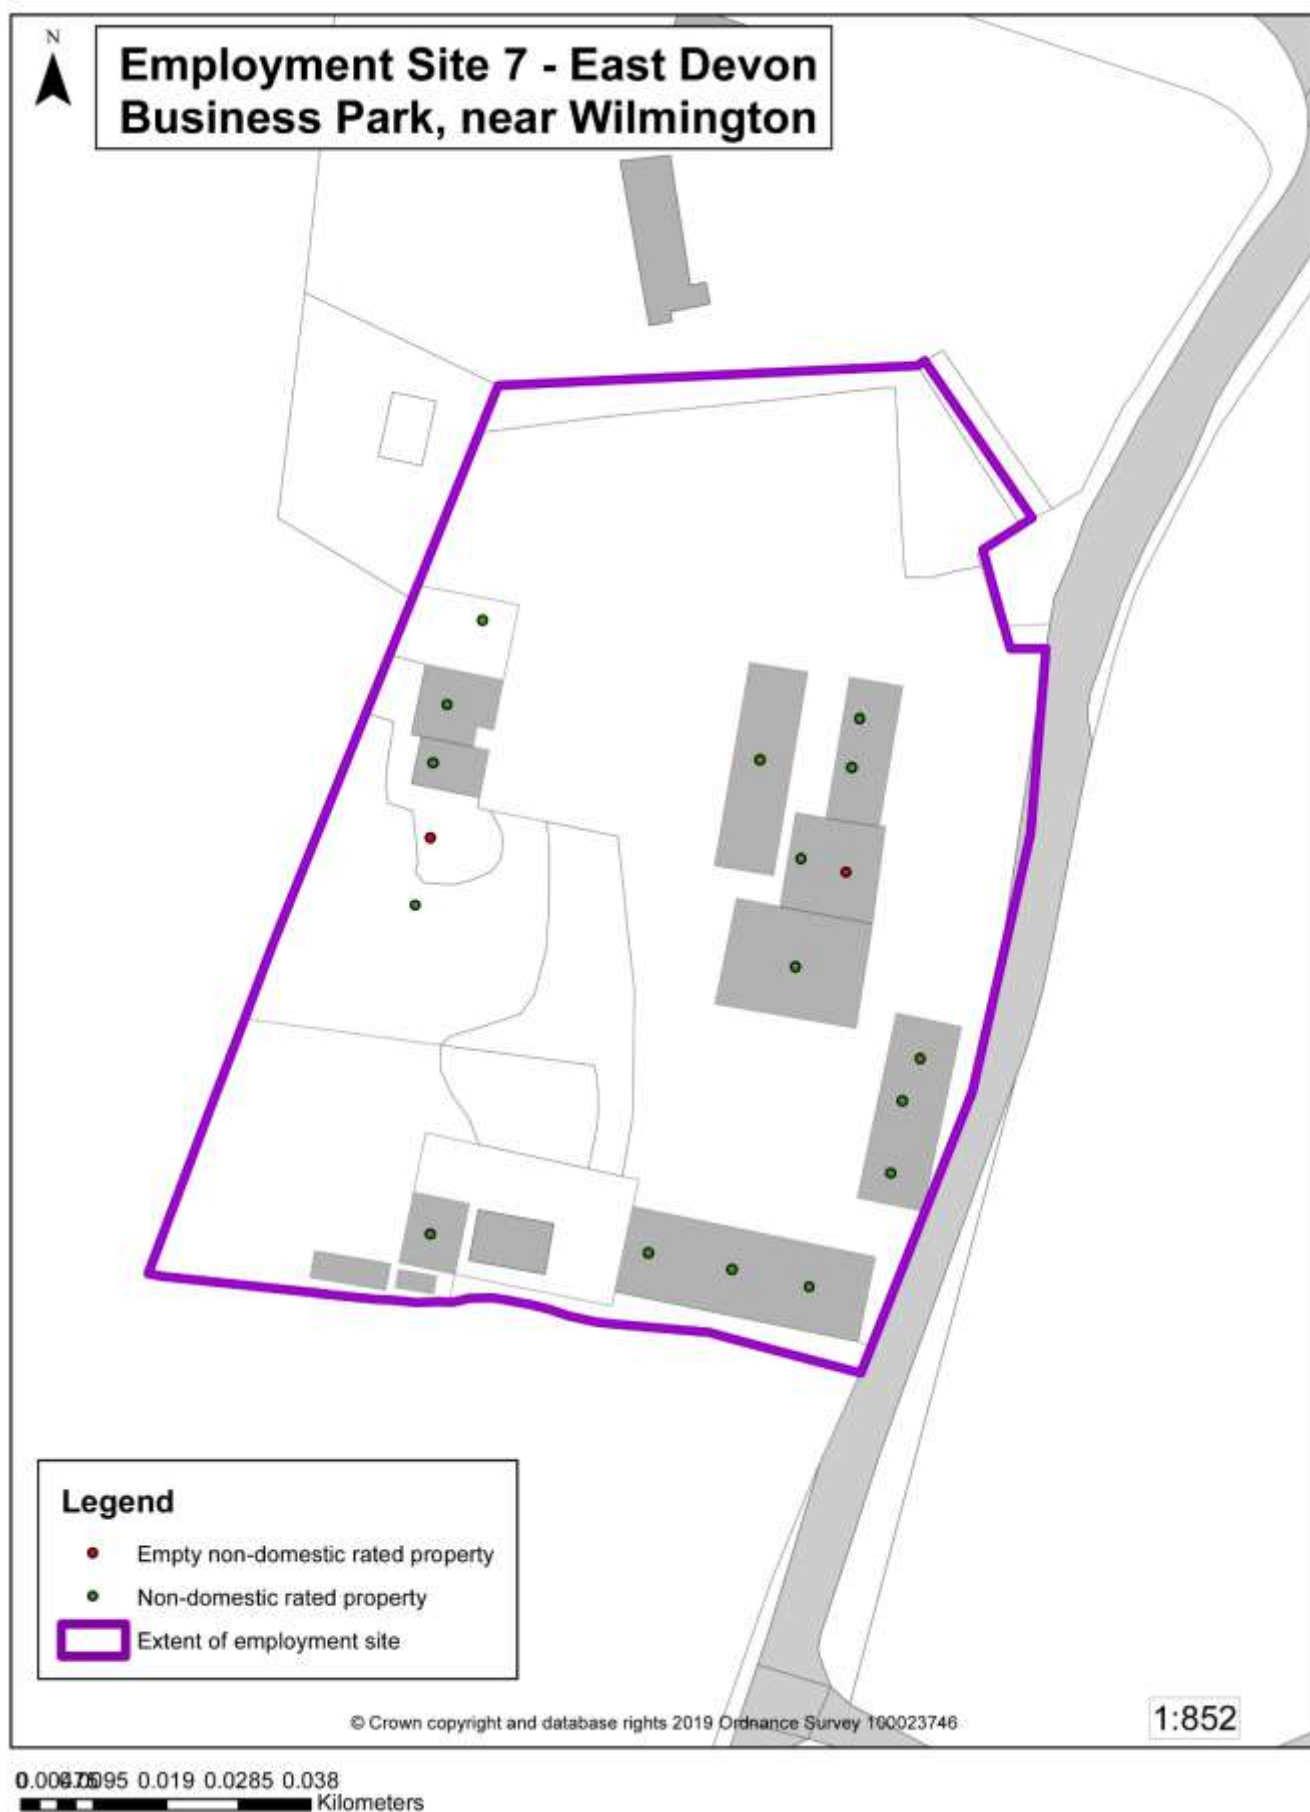 N
Employment Site 7 - East Devon
Business Park, near Wilmington
Legend
Empty non-domestic rated property
Non-domestic rated property
Extent of employment site
© Crown copyright and database rights 2019 Ordnance Survey 100023746
1:852
0.019 0.0285 0.038
Kilometers